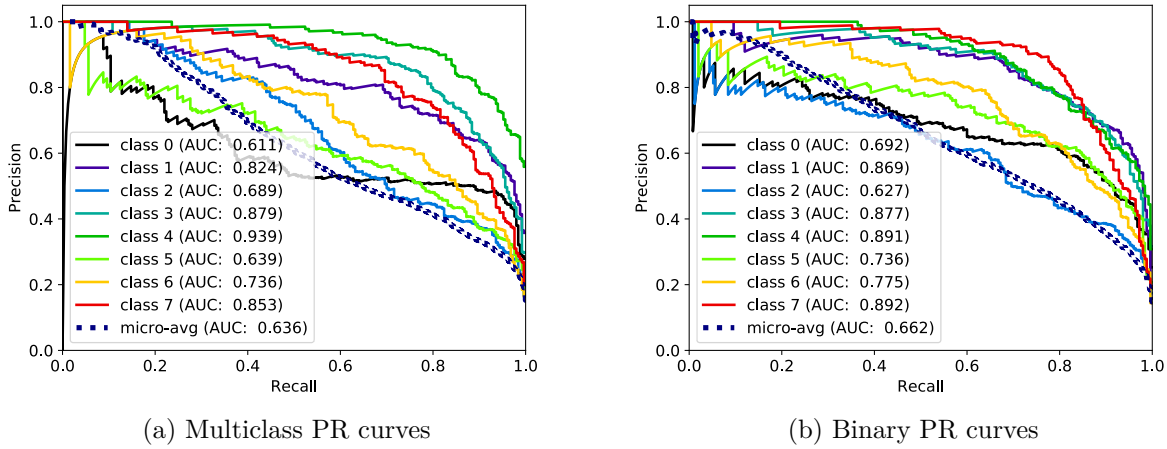 1.0
0.8
0.6
0.4
0.2
0.0
Precision
class 0 (AUC: 0.611)
class 1 (AUC: 0.824)
class 2 (AUC: 0.689)
class 3 (AUC: 0.879)
class 4 (AUC: 0.939)
class 5 (AUC: 0.639)
class 6 (AUC: 0.736)
class 7 (AUC: 0.853)
micro-avg (AUC: 0.636)
0.0 0.2 0.4 0.6 0.8 1.0
Recall
(a) Multiclass PR curves
1.0
0.8
0.6
0.4
0.2
0.0
Precision
class 0 (AUC: 0.692)
class 1 (AUC: 0.869)
class 2 (AUC: 0.627)
class 3 (AUC: 0.877)
class 4 (AUC: 0.891)
class 5 (AUC: 0.736)
class 6 (AUC: 0.775)
class 7 (AUC: 0.892)
micro-avg (AUC: 0.662)
0.0 0.2 0.4 0.6 0.8 1.0
Recall
(b) Binary PR curves